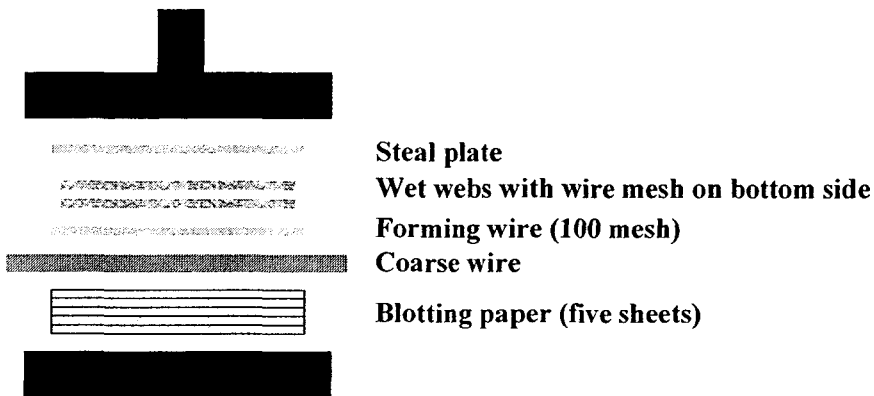 Steal plate
Wet webs with wire mesh on bottom side
Forming wire (100 mesh)
Coarse wire
Blotting paper (five sheets)